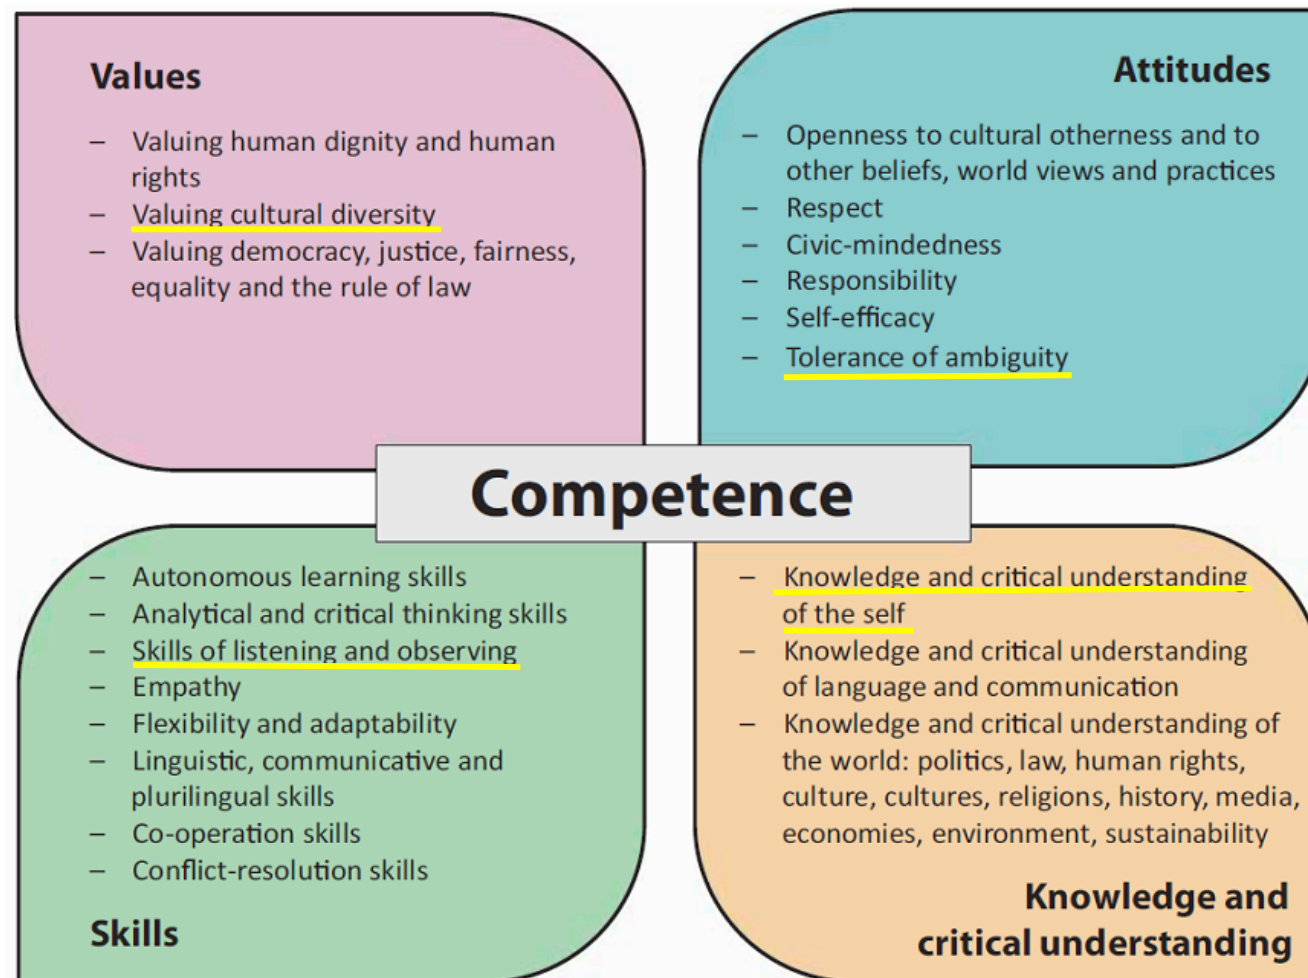 Values
– Valuing human dignity and human
rights
– Valuing cultural diversity
– Valuing democracy, justice, fairness,
equality and the rule of law
Attitudes
– Openness to cultural otherness and to
other beliefs, world views and practices
– Respect
– Civic-mindedness
– Responsibility
– Self-efficacy
– Tolerance of ambiguity
Competence
– Autonomous learning skills
– Analytical and critical thinking skills
– Skills of listening and observing
– Empathy
– Flexibility and adaptability
– Linguistic, communicative and
plurilingual skills
– Co-operation skills
– Conflict-resolution skills
Skills
– Knowledge and critical understanding
of the self
– Knowledge and critical understanding
of language and communication
– Knowledge and critical understanding of
the world: politics, law, human rights,
culture, cultures, religions, history, media,
economies, environment, sustainability
Knowledge and
critical understanding